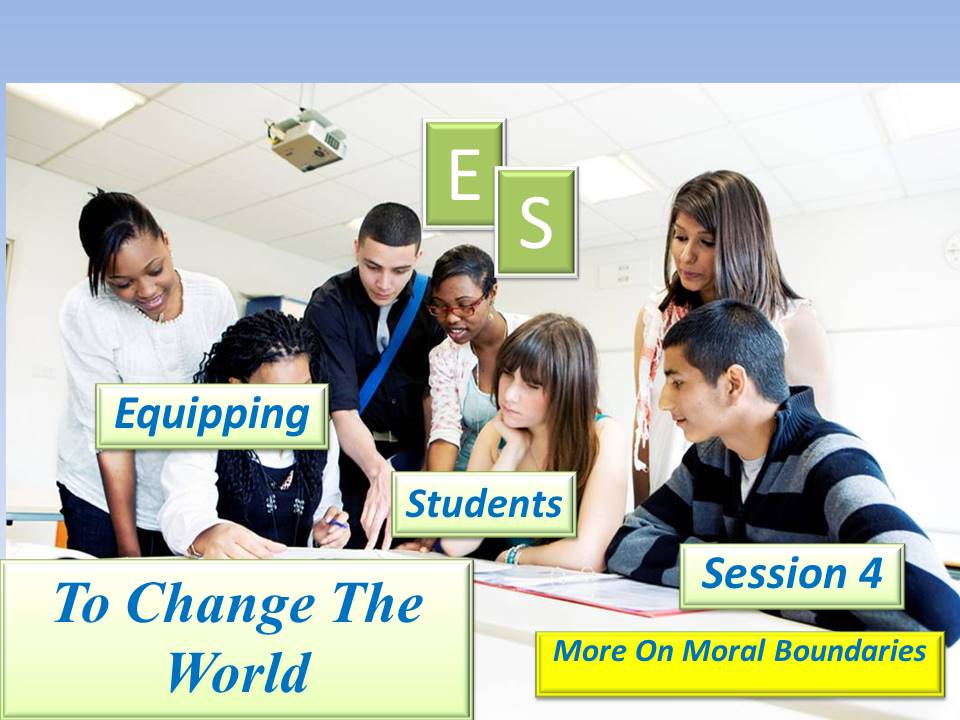 E
S
Equipping
Students
To Change The
World
Session 4
More On Moral Boundaries